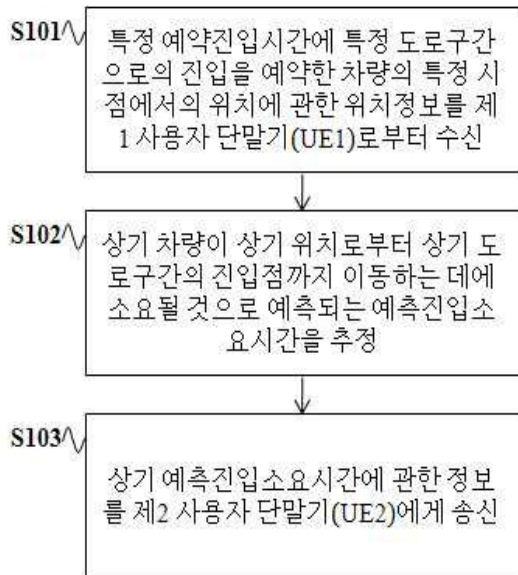 S101
특정 예약진입시간에 특정 도로구간
으로의 진입을 예약한 차량의 특정 시
점에서의 위치에 관한 위치정보를 제
1 사용자 단말기(UE1)로부터 수신
S102
상기 차량이 상기 위치로부터 상기 도
로구간의 진입점까지 이동하는 데에
소요될 것으로 예측되는 예측진입소
요시간을 추정
S103
상기 예측진입소요시간에 관한 정보
를 제2 사용자 단말기(UE2)에게 송신